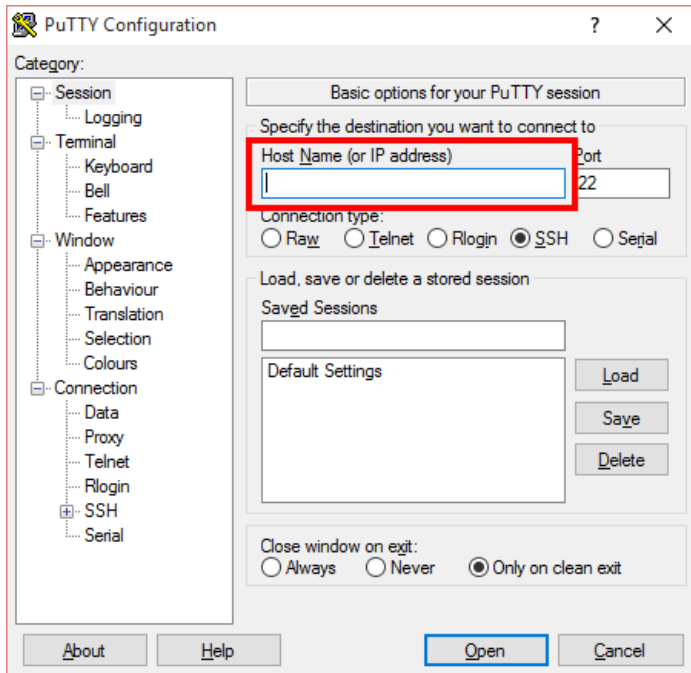 PuTTY Configuration ? ×
Category:
Session
Logging
Terminal
Keyboard
Bell
Features
Window
Appearance
Behaviour
Translation
Selection
Colours
Connection
Data
Proxy
Telnet
Rlogin
SSH
Serial
Basic options for your PuTTY session
Specify the destination you want to connect to
Host Name (or IP address) Port
22
Connection type:
Raw Telnet Rlogin SSH Serial
Load, save or delete a stored session
Saved Sessions
Default Settings
Load
Save
Delete
Close window on exit:
Always Never Only on clean exit
About Help Open Cancel